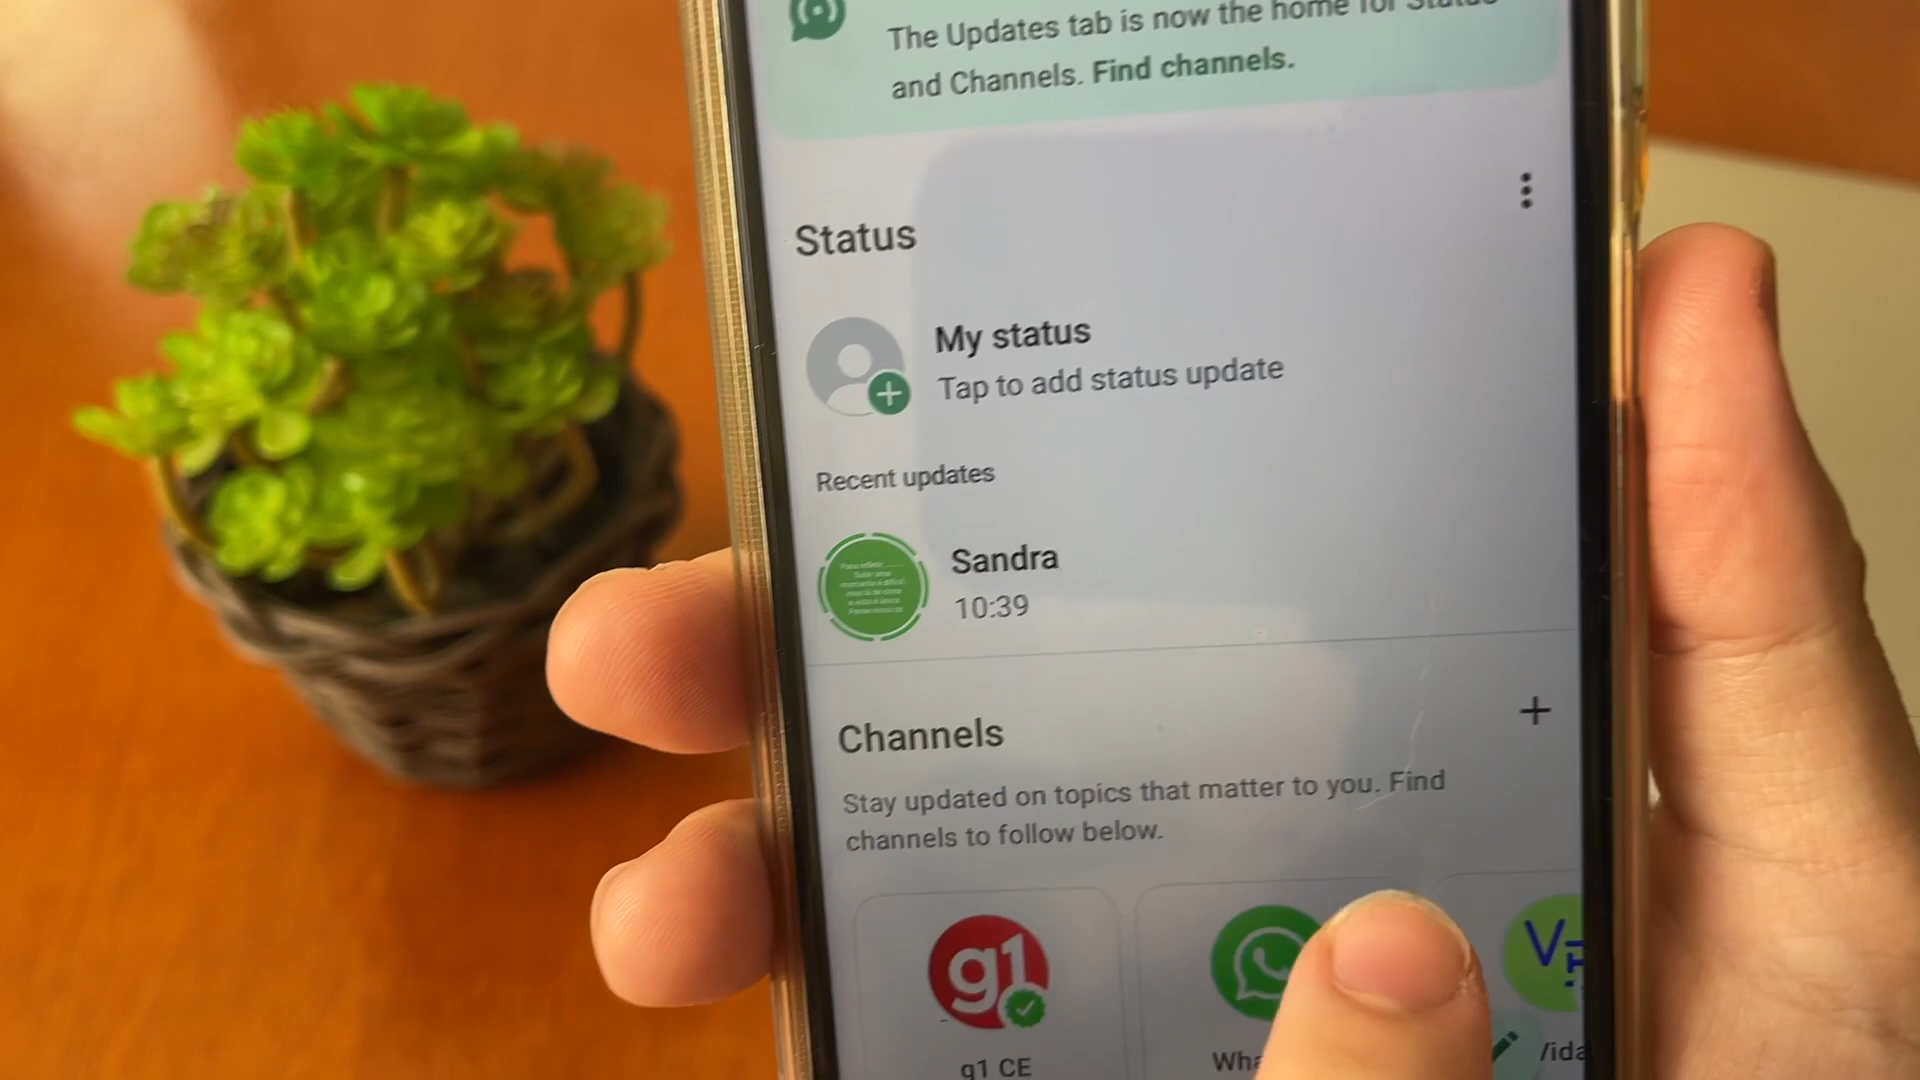 The Updates tab is now the home for Status
and Channels. Find channels.
Status
My status
Tap to add status update
Recent updates
Sandra
10:39
Channels
Stay updated on topics that matter to you. Find
channels to follow below.
g1
g1 CE